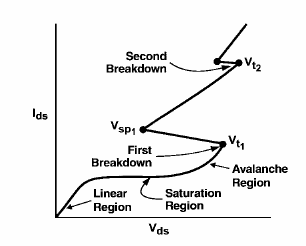 Second
Breakdown
Vt2
Ids
Vsp1
Vt1
First
Breakdown
Avalanche
Region
Linear
Region
Saturation
Region
Vds